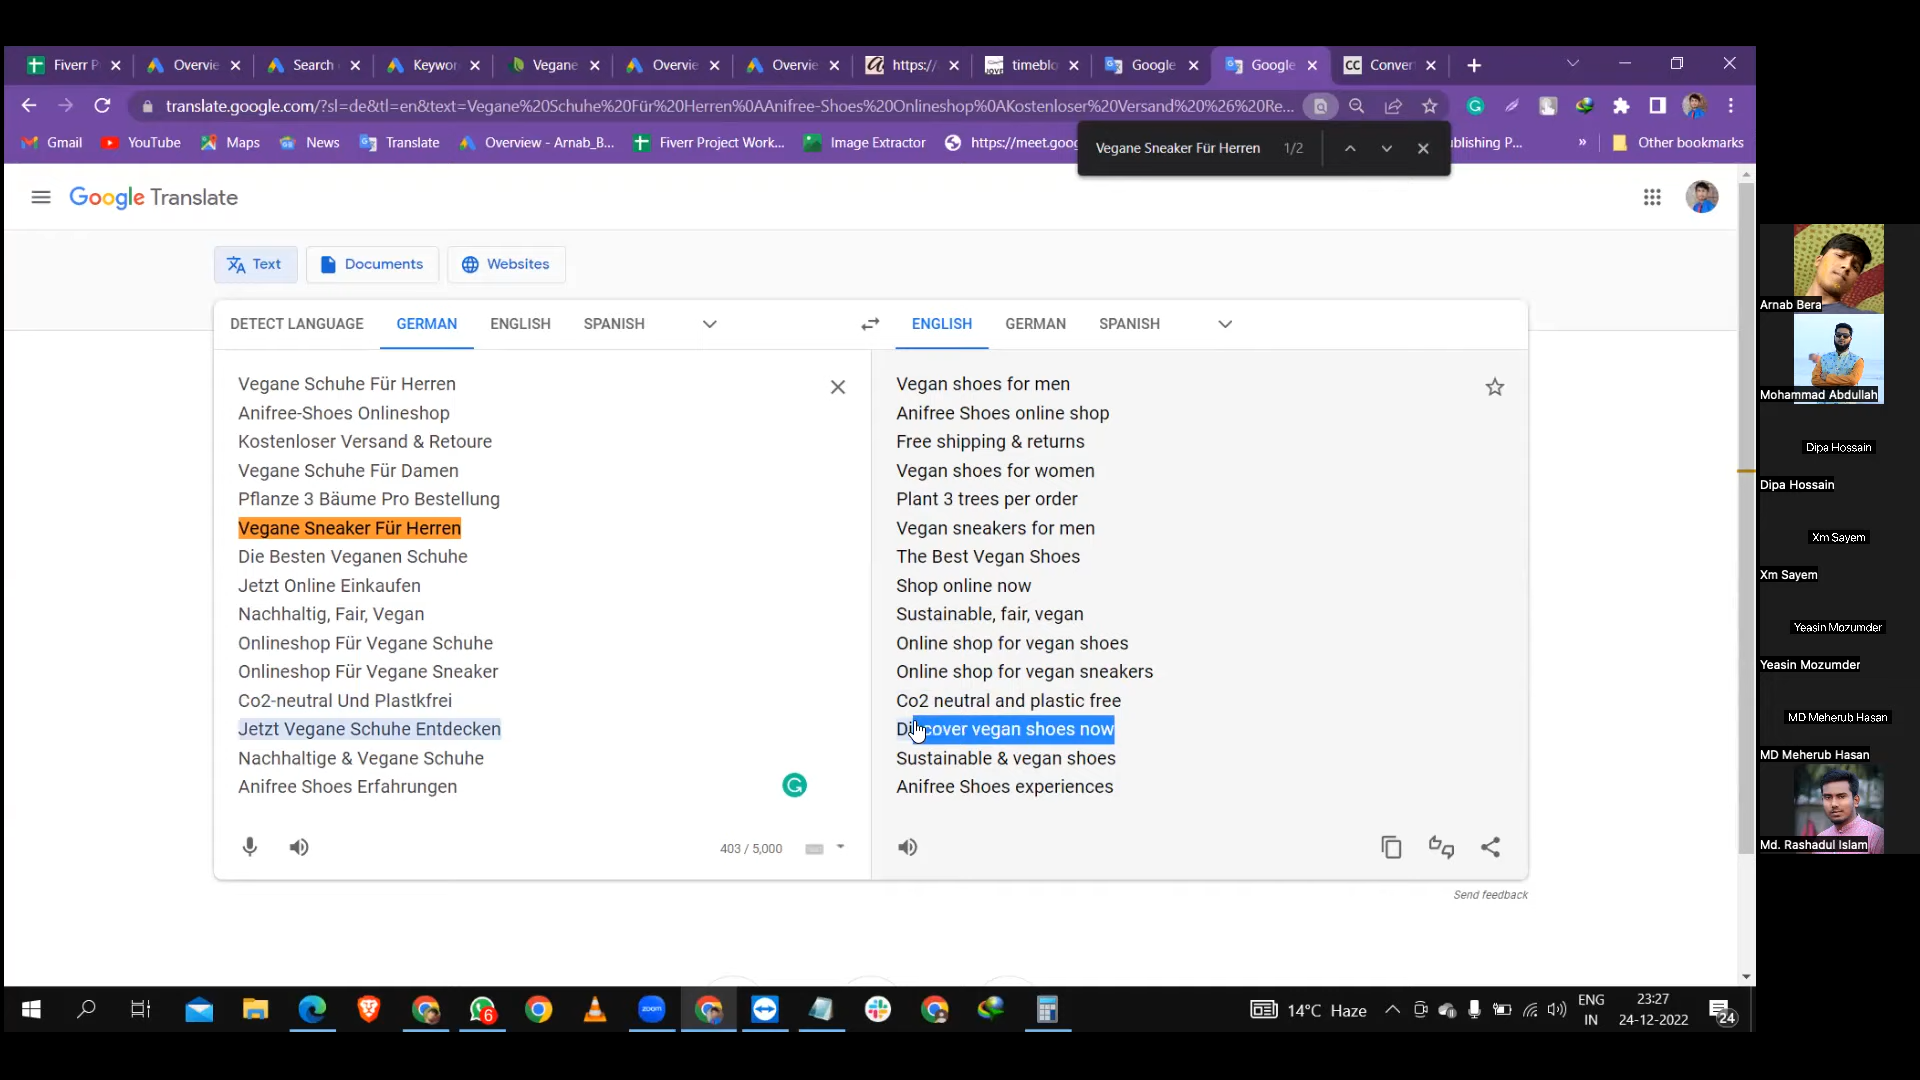 Fiverr P
Overvie
Search
Keywor
Vegane
Overvie
Overvie
https://
timeblo
Google
Google
Conver
translate.google.com/?sl=de&tl=en&text=Vegane%20Schuhe%20Für%20Herren%0AAnifree-Shoes%20Onlineshop%0AKostenloser%20Versand%20%26%20Re...
Gmail
YouTube
Maps
News
Translate
Overview - Arnab_B...
Fiverr Project Work...
Image Extractor
https://meet.goog
blishing P...
»
Other bookmarks
Vegane Sneaker Für Herren 1/2
Google Translate
Text
Documents
Websites
DETECT LANGUAGE
GERMAN
ENGLISH
SPANISH
ENGLISH
GERMAN
SPANISH
Vegane Schuhe Für Herren
Anifree-Shoes Onlineshop
Kostenloser Versand & Retoure
Vegane Schuhe Für Damen
Pflanze 3 Bäume Pro Bestellung
Vegane Sneaker Für Herren
Die Besten Veganen Schuhe
Jetzt Online Einkaufen
Nachhaltig, Fair, Vegan
Onlineshop Für Vegane Schuhe
Onlineshop Für Vegane Sneaker
Co2-neutral Und Plastkfrei
Jetzt Vegane Schuhe Entdecken
Nachhaltige & Vegane Schuhe
Anifree Shoes Erfahrungen
403 / 5,000
Vegan shoes for men
Anifree Shoes online shop
Free shipping & returns
Vegan shoes for women
Plant 3 trees per order
Vegan sneakers for men
The Best Vegan Shoes
Shop online now
Sustainable, fair, vegan
Online shop for vegan shoes
Online shop for vegan sneakers
Co2 neutral and plastic free
Discover vegan shoes now
Sustainable & vegan shoes
Anifree Shoes experiences
Send feedback
Arnab Bera
Mohammad Abdullah
Dipa Hossain
Dipa Hossain
Xm Sayem
Xm Sayem
Yeasin Mozumder
Yeasin Mozumder
MD Meherub Hasan
MD Meherub Hasan
Md. Rashadul Islam
zoom
6
14°C Haze
ENG
IN
23:27
24-12-2022
24